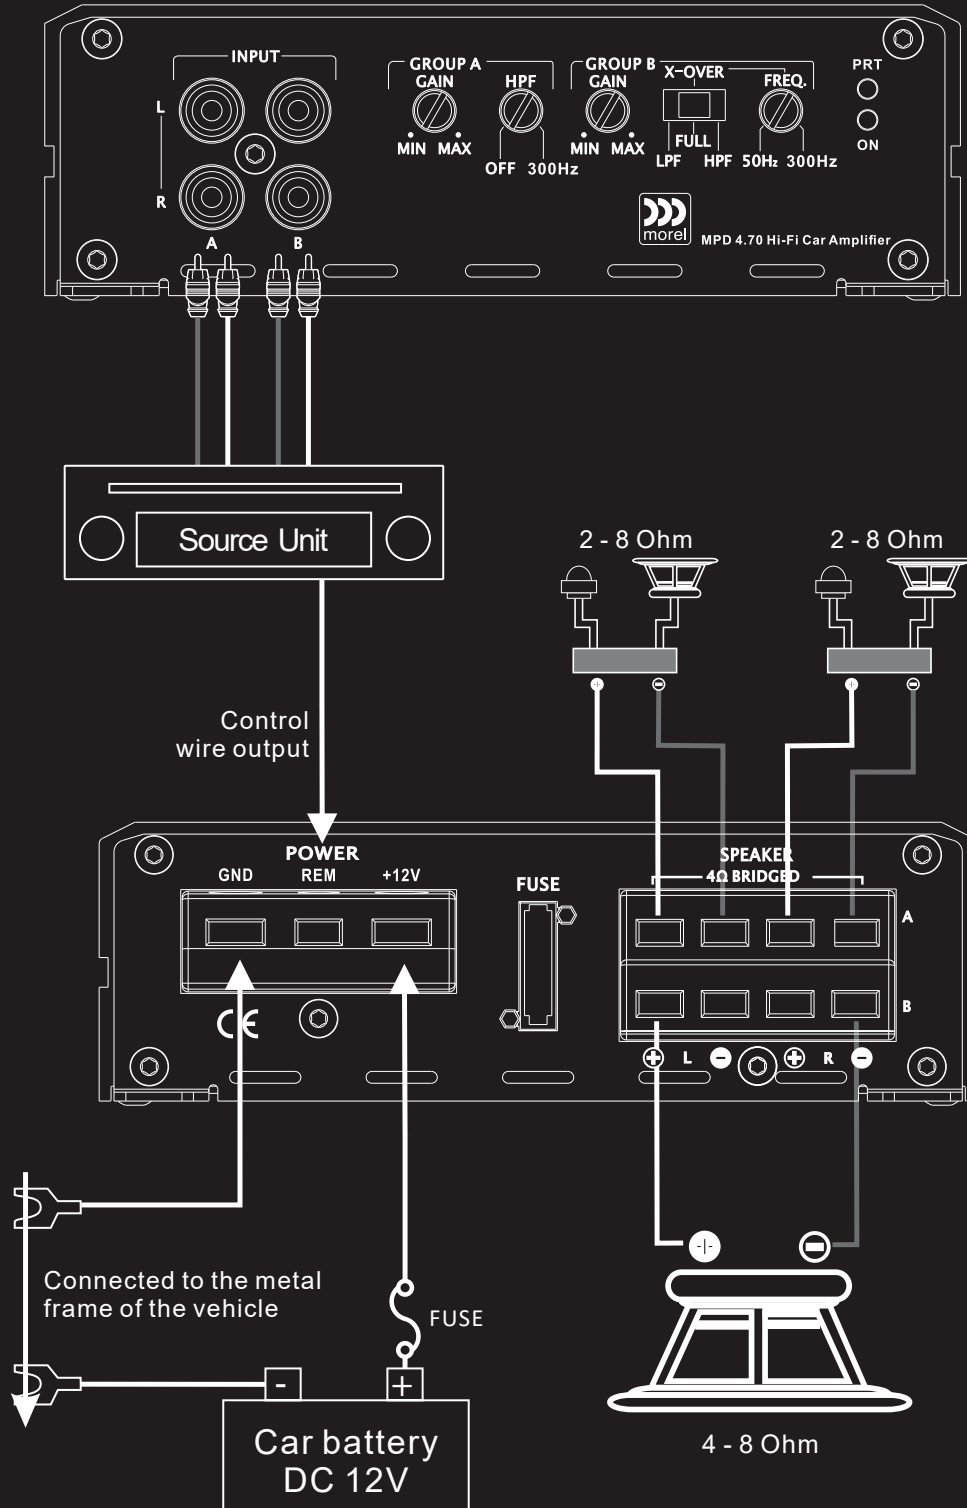 INPUT
L
R
A
B
GROUP A
GAIN
HPF
MIN MAX
OFF 300Hz
GROUP B
GAIN
X-OVER
FREQ.
MIN MAX
FULL
LPF
HPF
50Hz 300Hz
PRT
ON
morel
MPD 4.70 Hi-Fi Car Amplifier
Source Unit
2 - 8 Ohm
2 - 8 Ohm
Control
wire output
POWER
GND
REM
+12V
FUSE
SPEAKER
4Ω BRIDGED
A
B
CE
+ L - + R -
Connected to the metal
frame of the vehicle
FUSE
- +
Car battery
DC 12V
4 - 8 Ohm